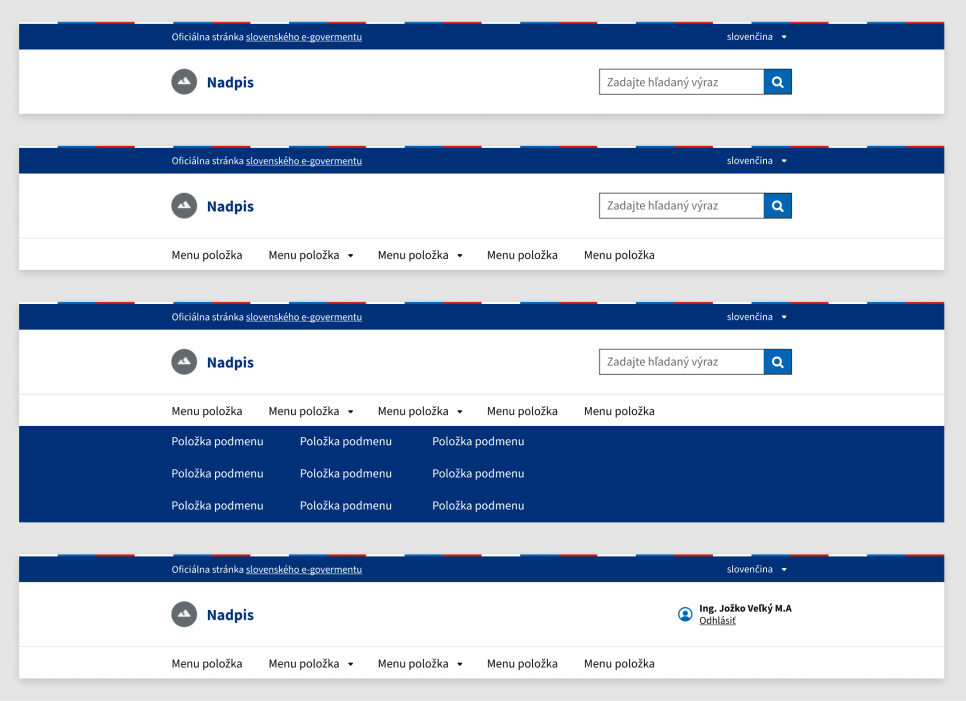 Oficiálna stránka slovenského e-govermentu slovenčina
Nadpis Zadajte hľadaný výraz
Oficiálna stránka slovenského e-govermentu slovenčina
Nadpis Zadajte hľadaný výraz
Menu položka Menu položka Menu položka Menu položka Menu položka
Oficiálna stránka slovenského e-govermentu slovenčina
Nadpis Zadajte hľadaný výraz
Menu položka Menu položka Menu položka Menu položka Menu položka
Položka podmenu Položka podmenu Položka podmenu
Položka podmenu Položka podmenu Položka podmenu
Položka podmenu Položka podmenu Položka podmenu
Oficiálna stránka slovenského e-govermentu slovenčina
Nadpis
Ing. Jožko Veľký M.A
Odhlásiť
Menu položka Menu položka Menu položka Menu položka Menu položka